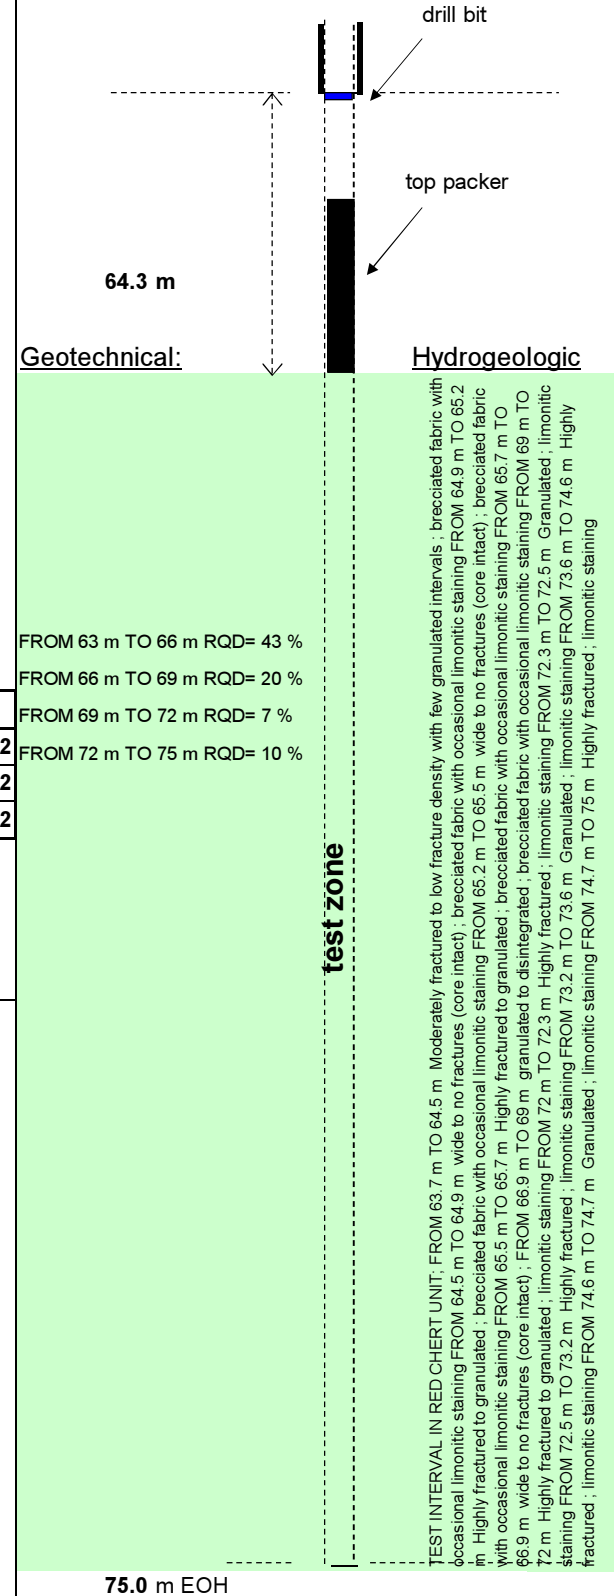 drill bit
top packer
64.3 m
Geotechnical:
Hydrogeologic
FROM 63 m TO 66 m RQD= 43 %
FROM 66 m TO 69 m RQD= 20 %
FROM 69 m TO 72 m RQD= 7 %
FROM 72 m TO 75 m RQD= 10 %
2
2
2
test zone
TEST INTERVAL IN RED CHERT UNIT; FROM 63.7 m TO 64.5 m Moderately fractured to low fracture density with few granulated intervals ; brecciated fabric with
occasional limonitic staining FROM 64.5 m TO 64.9 m wide to no fractures (core intact) ; brecciated fabric with occasional limonitic staining FROM 64.9 m TO 65.2
m Highly fractured to granulated ; brecciated fabric with occasional limonitic staining FROM 65.2 m TO 65.5 m wide to no fractures (core intact) ; brecciated fabric
with occasional limonitic staining FROM 65.5 m TO 65.7 m Highly fractured to granulated ; brecciated fabric with occasional limonitic staining FROM 65.7 m TO
66.9 m wide to no fractures (core intact) ; FROM 66.9 m TO 69 m granulated to disintegrated ; brecciated fabric with occasional limonitic staining FROM 69 m TO
72 m Highly fractured to granulated ; limonitic staining FROM 72 m TO 72.3 m Highly fractured ; limonitic staining FROM 72.3 m TO 72.5 m Granulated ; limonitic
staining FROM 72.5 m TO 73.2 m Highly fractured ; limonitic staining FROM 73.2 m TO 73.6 m Granulated ; limonitic staining FROM 73.6 m TO 74.6 m Highly
fractured ; limonitic staining FROM 74.6 m TO 74.7 m Granulated ; limonitic staining FROM 74.7 m TO 75 m Highly fractured ; limonitic staining
75.0 m EOH